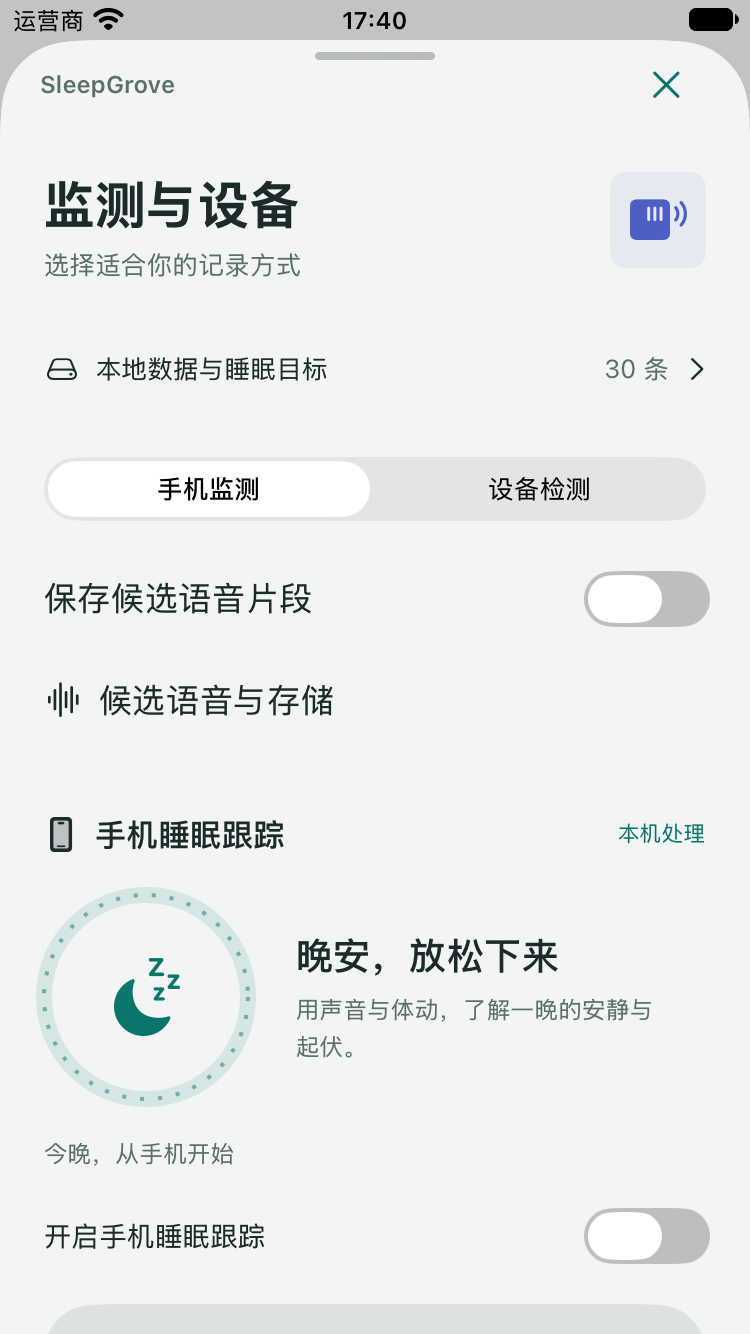 运营商 17:40
SleepGrove
监测与设备
选择适合你的记录方式
本地数据与睡眠目标 30 条
手机监测 设备检测
保存候选语音片段
候选语音与存储
手机睡眠跟踪 本机处理
晚安，放松下来
用声音与体动，了解一晚的安静与
起伏。
今晚，从手机开始
开启手机睡眠跟踪